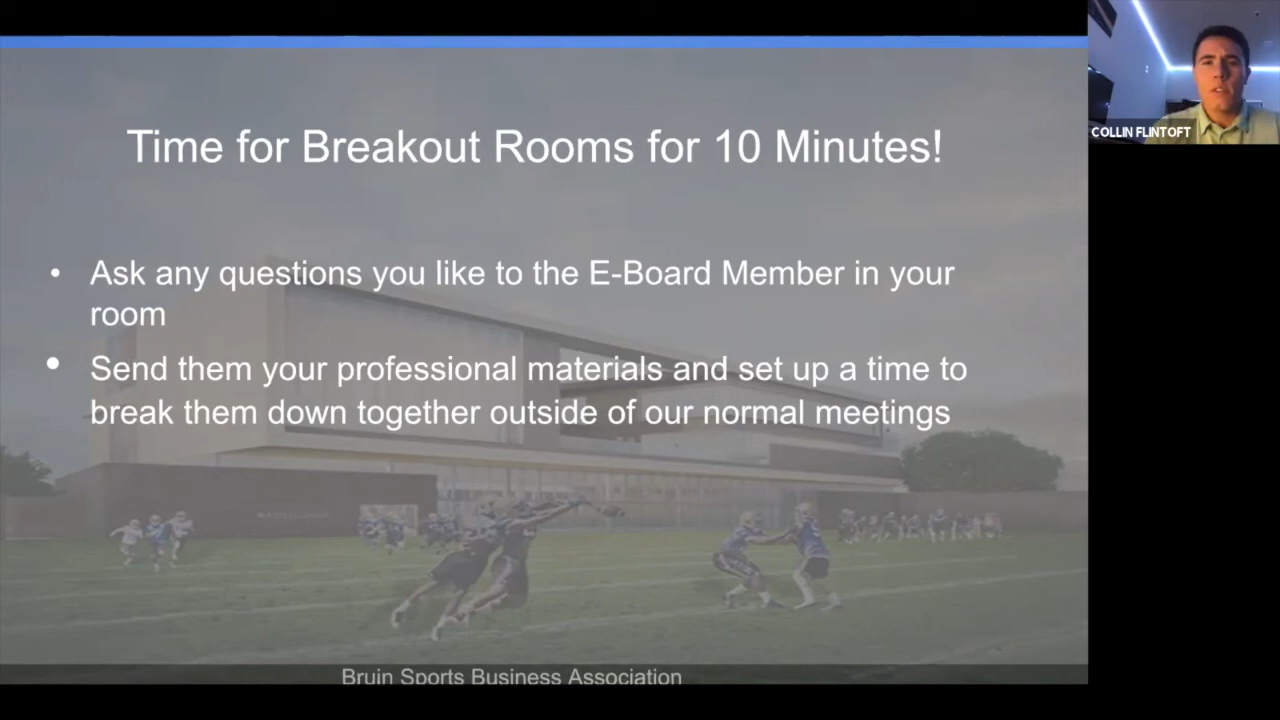 Time for Breakout Rooms for 10 Minutes!
• Ask any questions you like to the E-Board Member in your
room
• Send them your professional materials and set up a time to
break them down together outside of our normal meetings
Bruin Sports Business Association
COLLIN FLINTOFT